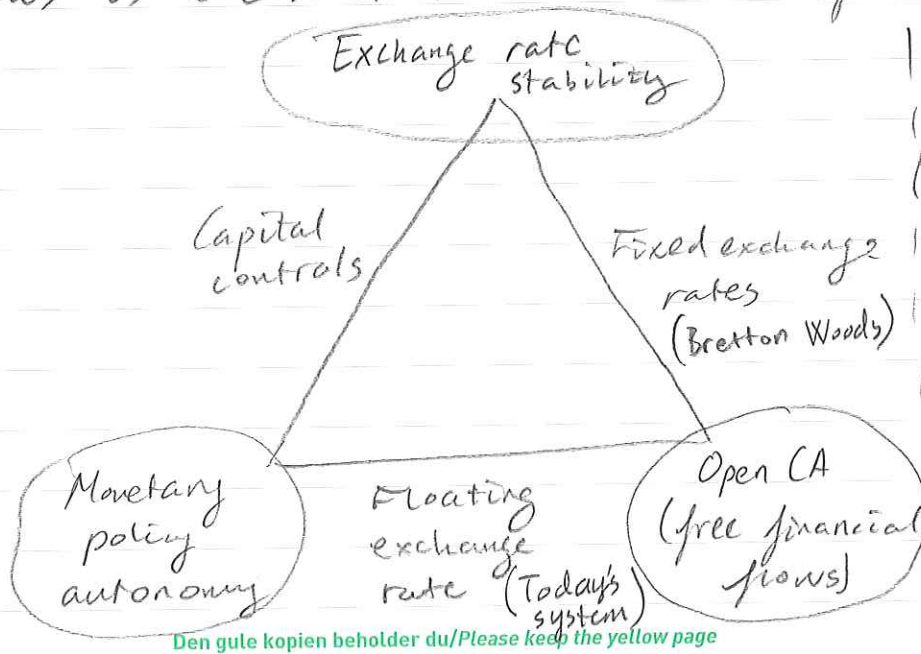 Exchange rate
stability
Capital
controls
Fixed exchange
rates
(Bretton Woods)
Monetary
policy
autonomy
Floating
exchange
rate (Today's
system)
Open CA
(free financial
flows)
Den gule kopien beholder du/Please keep the yellow page